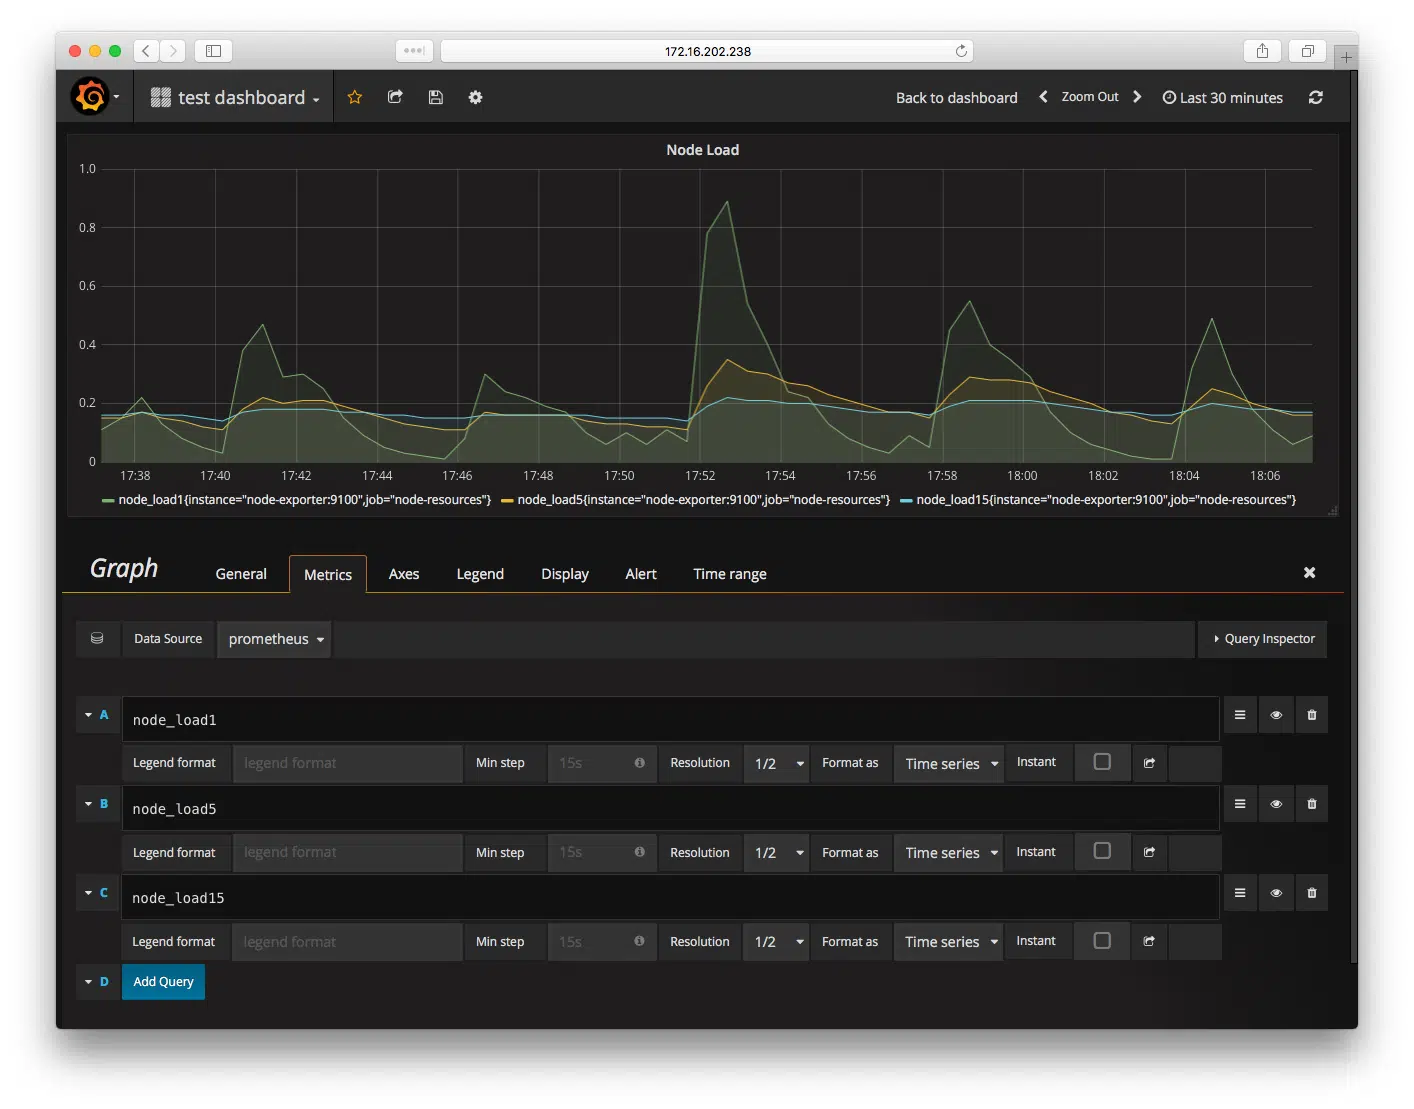 172.16.202.238
test dashboard Back to dashboard Zoom Out Last 30 minutes
Node Load
1.0
0.8
0.6
0.4
0.2
0
17:38 17:40 17:42 17:44 17:46 17:48 17:50 17:52 17:54 17:56 17:58 18:00 18:02 18:04 18:06
node_load1{instance="node-exporter:9100",job="node-resources"} node_load5{instance="node-exporter:9100",job="node-resources"} node_load15{instance="node-exporter:9100",job="node-resources"}
Graph General Metrics Axes Legend Display Alert Time range
Data Source prometheus Query Inspector
A node_load1
Legend format legend format Min step 15s Resolution 1/2 Format as Time series Instant
B node_load5
Legend format legend format Min step 15s Resolution 1/2 Format as Time series Instant
C node_load15
Legend format legend format Min step 15s Resolution 1/2 Format as Time series Instant
D Add Query